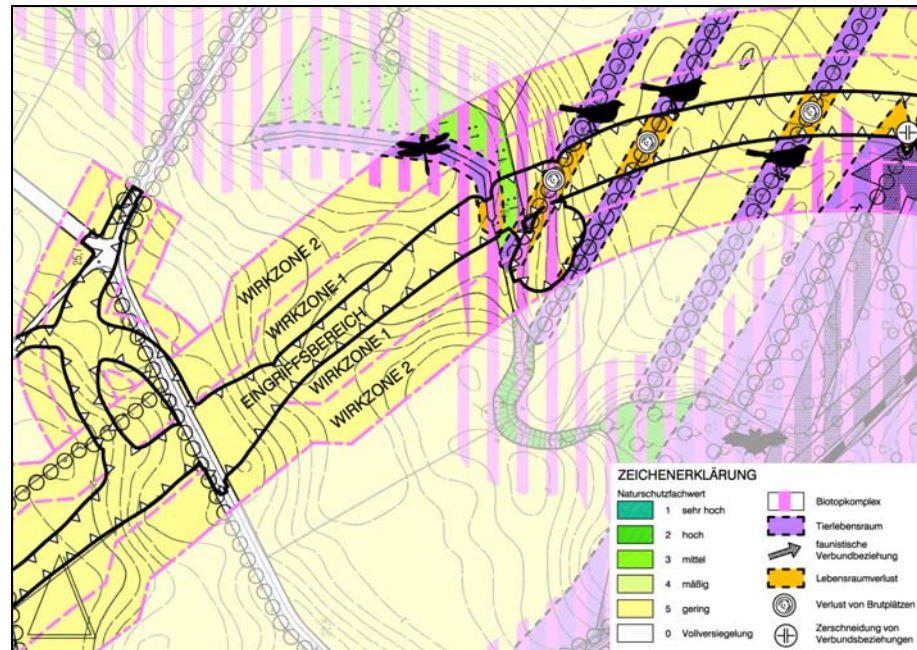 WIRKZONE 2
WIRKZONE 1
EINGRIFFSBEREICH
WIRKZONE 1
WIRKZONE 2
ZEICHENERKLÄRUNG
Naturschutzfachwert
1 sehr hoch
2 hoch
3 mittel
4 mäßig
5 gering
0 Vollversiegelung
Biotopkomplex
Tierlebensraum
faunistische
Verbundbeziehung
Lebensraumverlust
Verlust von Brutplätzen
Zerschneidung von
Verbundsbeziehungen